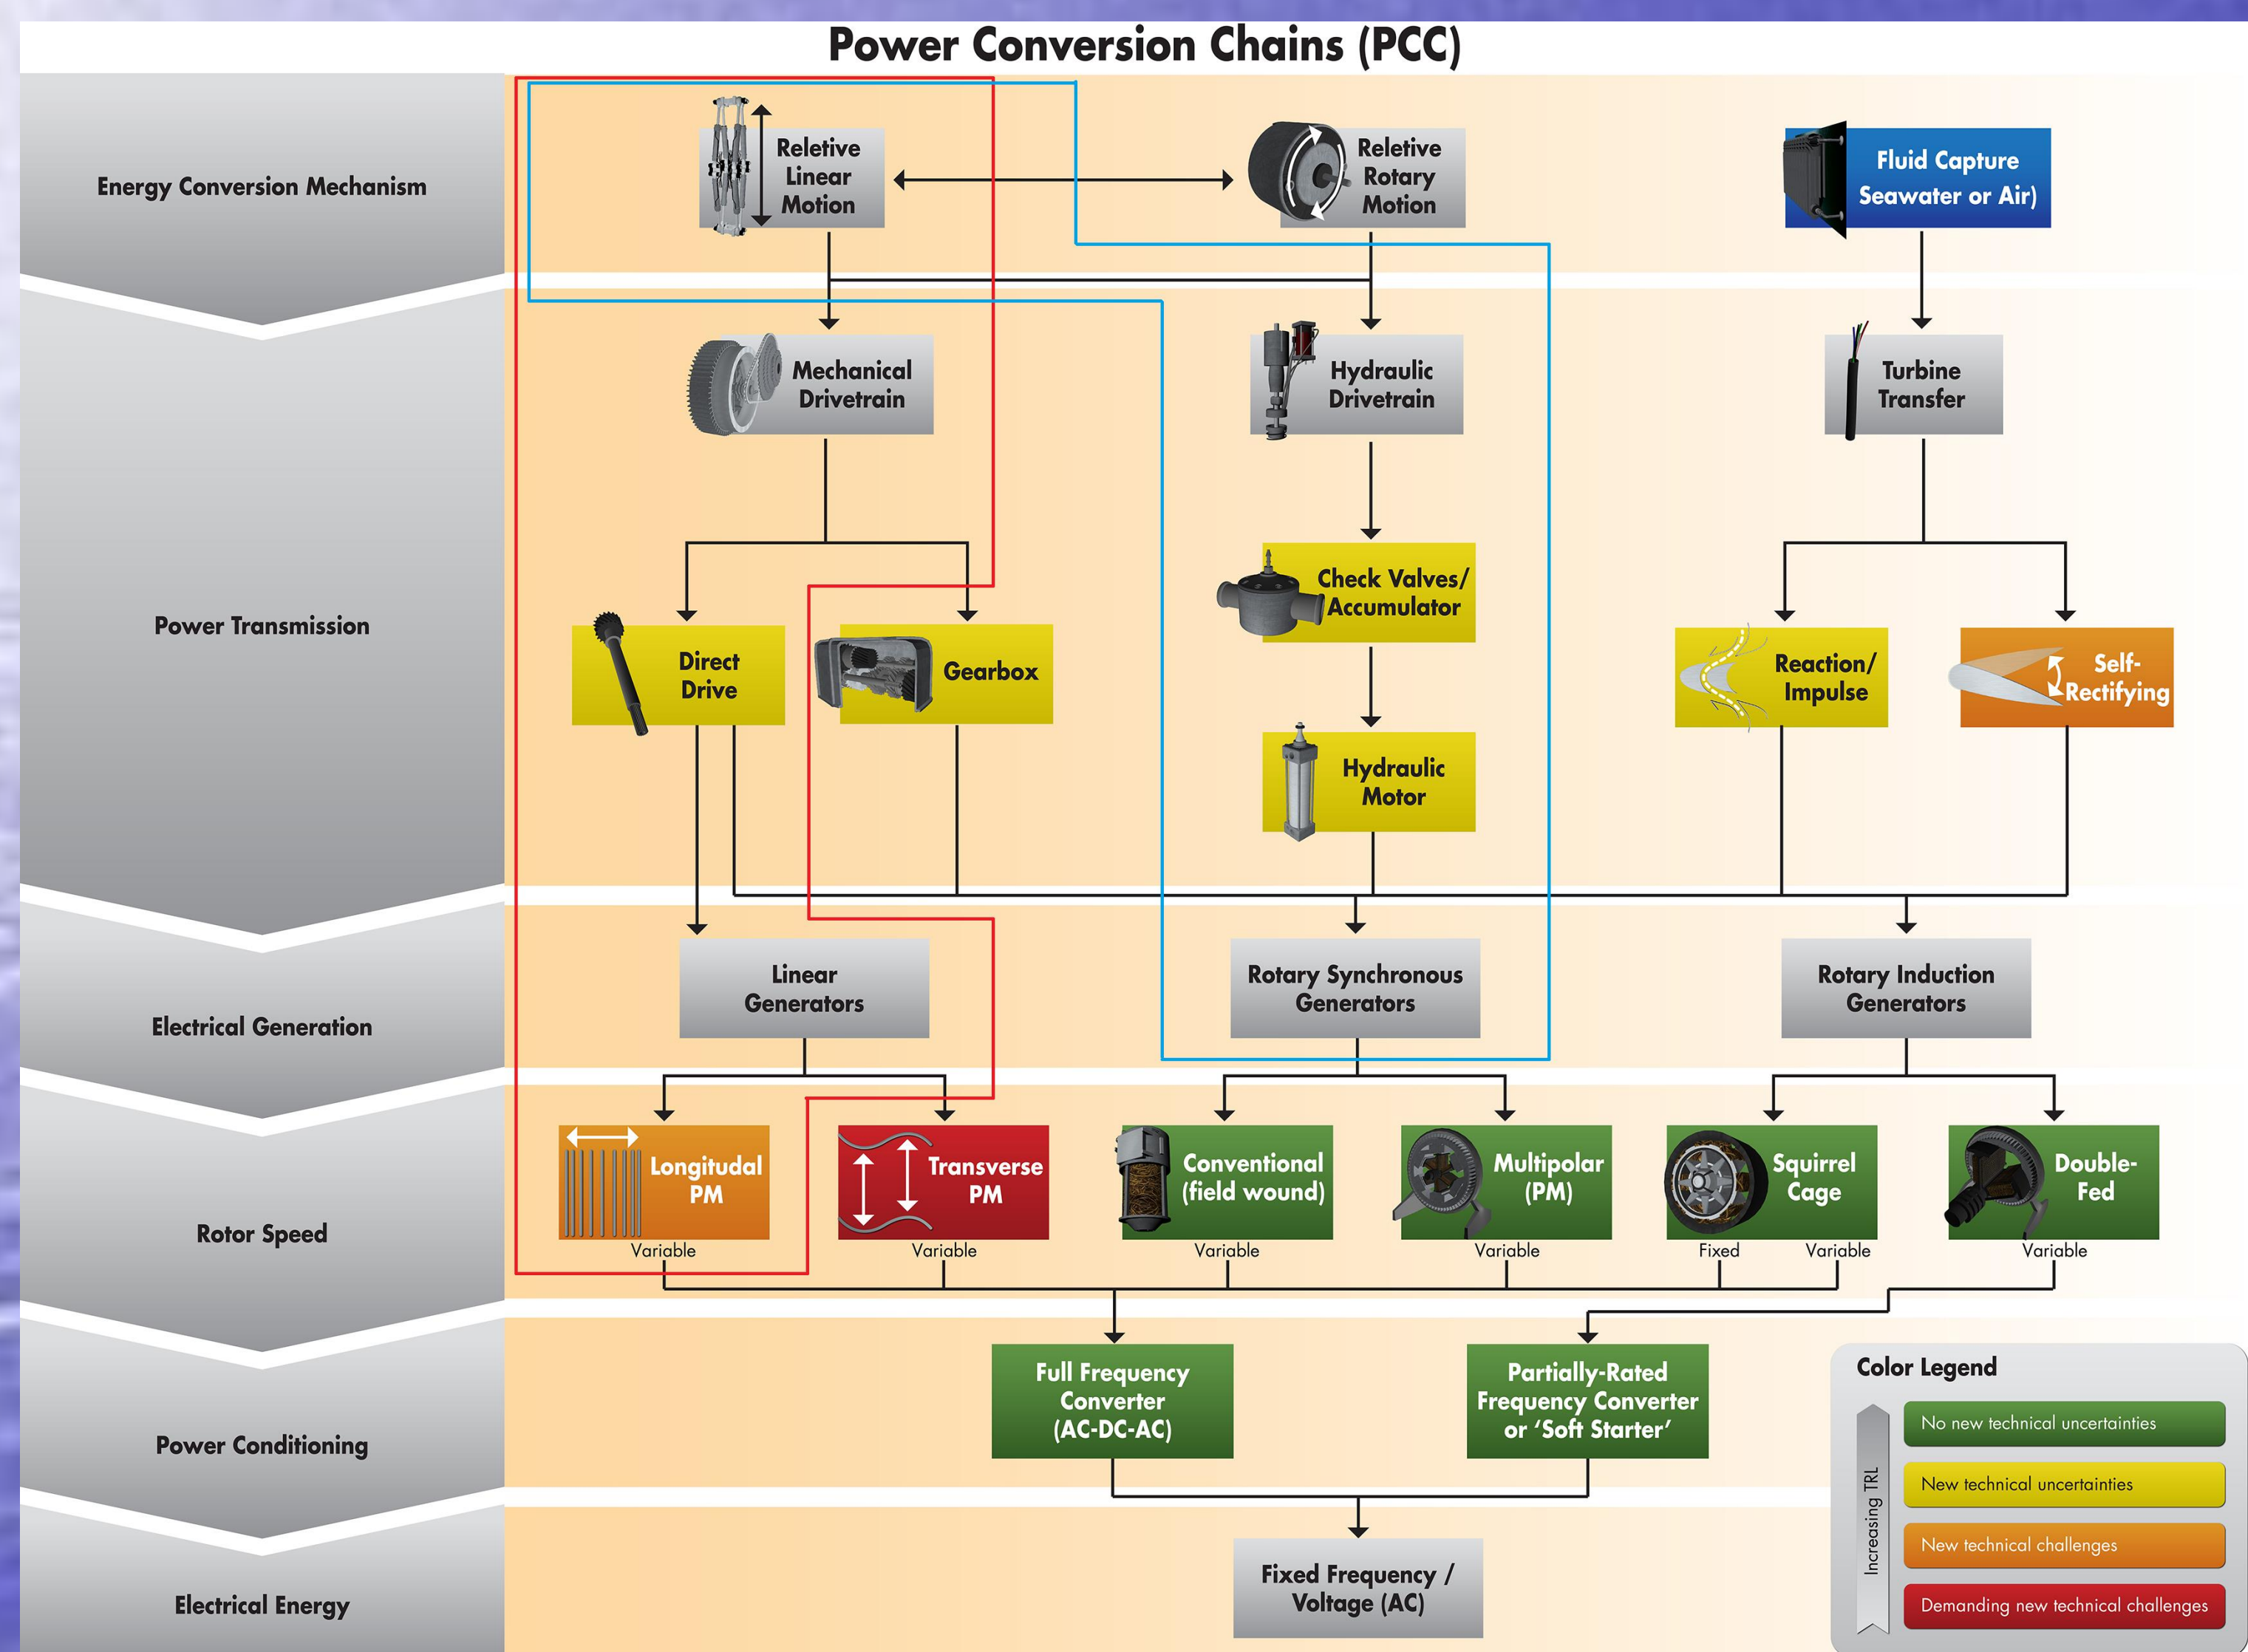 Power Conversion Chains (PCC)
Energy Conversion Mechanism
Reletive
Linear
Motion
Reletive
Rotary
Motion
Fluid Capture
Seawater or Air)
Power Transmission
Mechanical
Drivetrain
Hydraulic
Drivetrain
Turbine
Transfer
Check Valves/
Accumulator
Direct
Drive
Gearbox
Reaction/
Impulse
Self-
Rectifying
Hydraulic
Motor
Electrical Generation
Linear
Generators
Rotary Synchronous
Generators
Rotary Induction
Generators
Rotor Speed
Longitudal
PM
Transverse
PM
Conventional
(field wound)
Multipolar
(PM)
Squirrel
Cage
Double-
Fed
Variable
Variable
Variable
Variable
Fixed
Variable
Variable
Power Conditioning
Full Frequency
Converter
(AC-DC-AC)
Partially-Rated
Frequency Converter
or ‘Soft Starter’
Electrical Energy
Fixed Frequency /
Voltage (AC)
Color Legend
Increasing TRL
No new technical uncertainties
New technical uncertainties
New technical challenges
Demanding new technical challenges